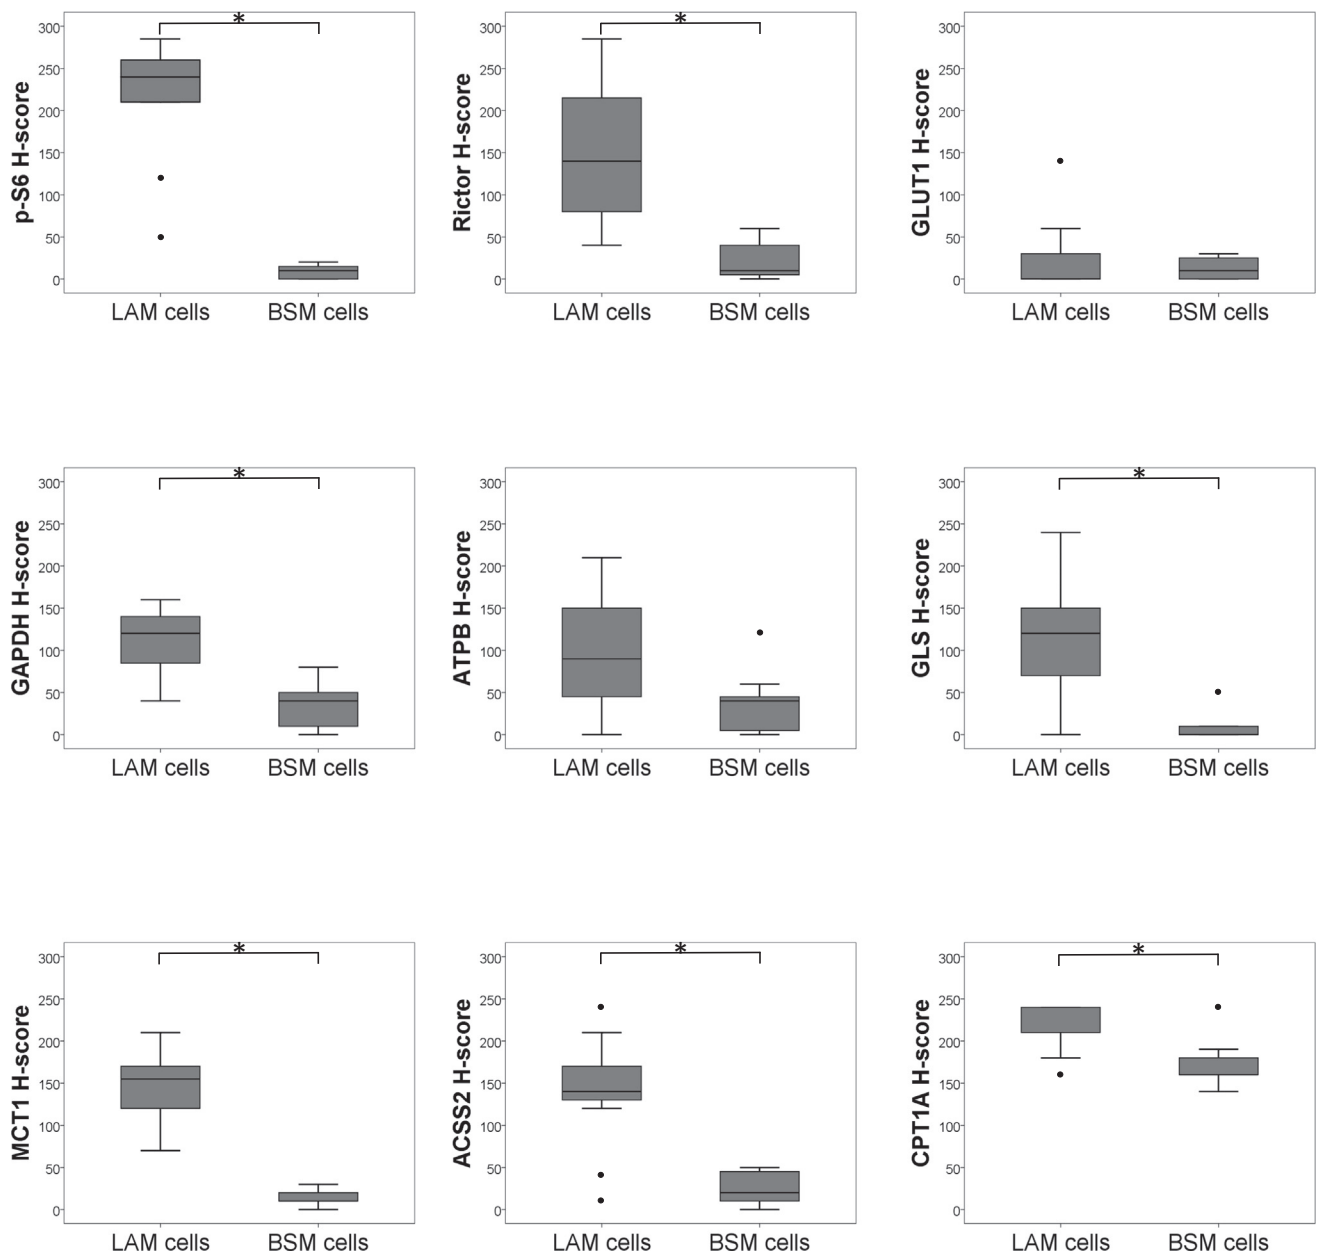 *
300
250
200
150
100
50
0
p-S6 H-score
LAM cells
BSM cells
*
300
250
200
150
100
50
0
Rictor H-score
LAM cells
BSM cells
300
250
200
150
100
50
0
GLUT1 H-score
LAM cells
BSM cells
*
300
250
200
150
100
50
0
GAPDH H-score
LAM cells
BSM cells
300
250
200
150
100
50
0
ATPB H-score
LAM cells
BSM cells
*
300
250
200
150
100
50
0
GLS H-score
LAM cells
BSM cells
*
300
250
200
150
100
50
0
MCT1 H-score
LAM cells
BSM cells
*
300
250
200
150
100
50
0
ACSS2 H-score
LAM cells
BSM cells
*
300
250
200
150
100
50
0
CPT1A H-score
LAM cells
BSM cells